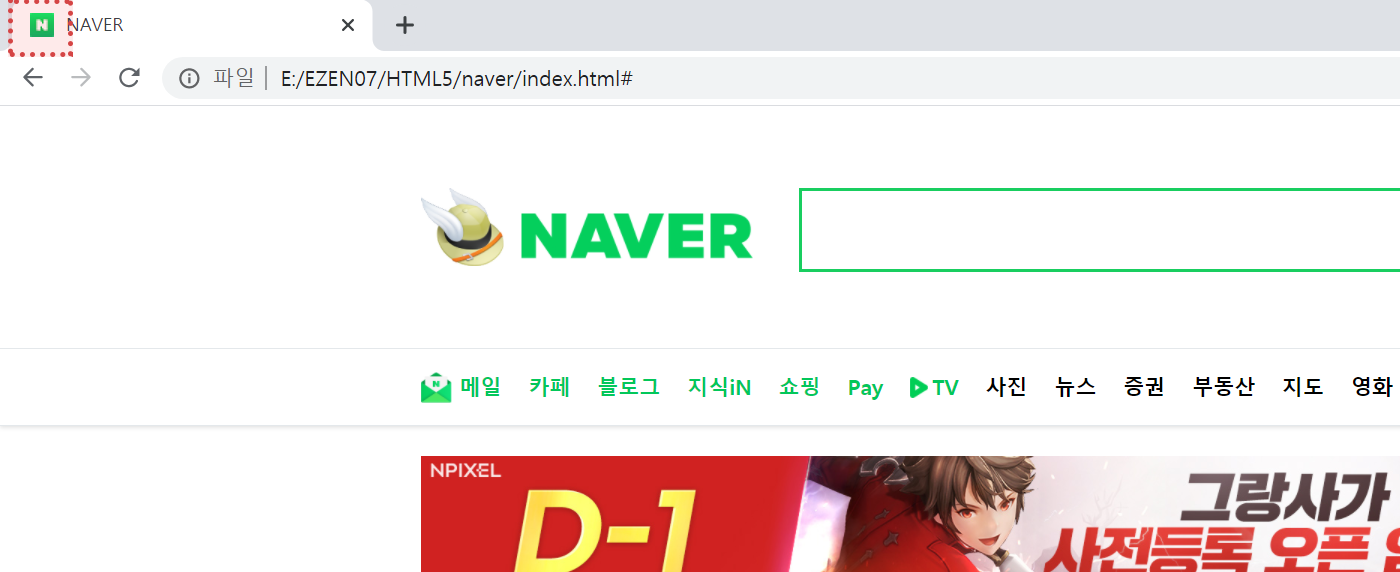 N NAVER
파일 | E:/EZEN07/HTML5/naver/index.html#
NAVER
N 메일 카페 블로그 지식iN 쇼핑 Pay TV 사진 뉴스 증권 부동산 지도 영화
NPIXEL
D-1
그랑사가
사전등록 오픈